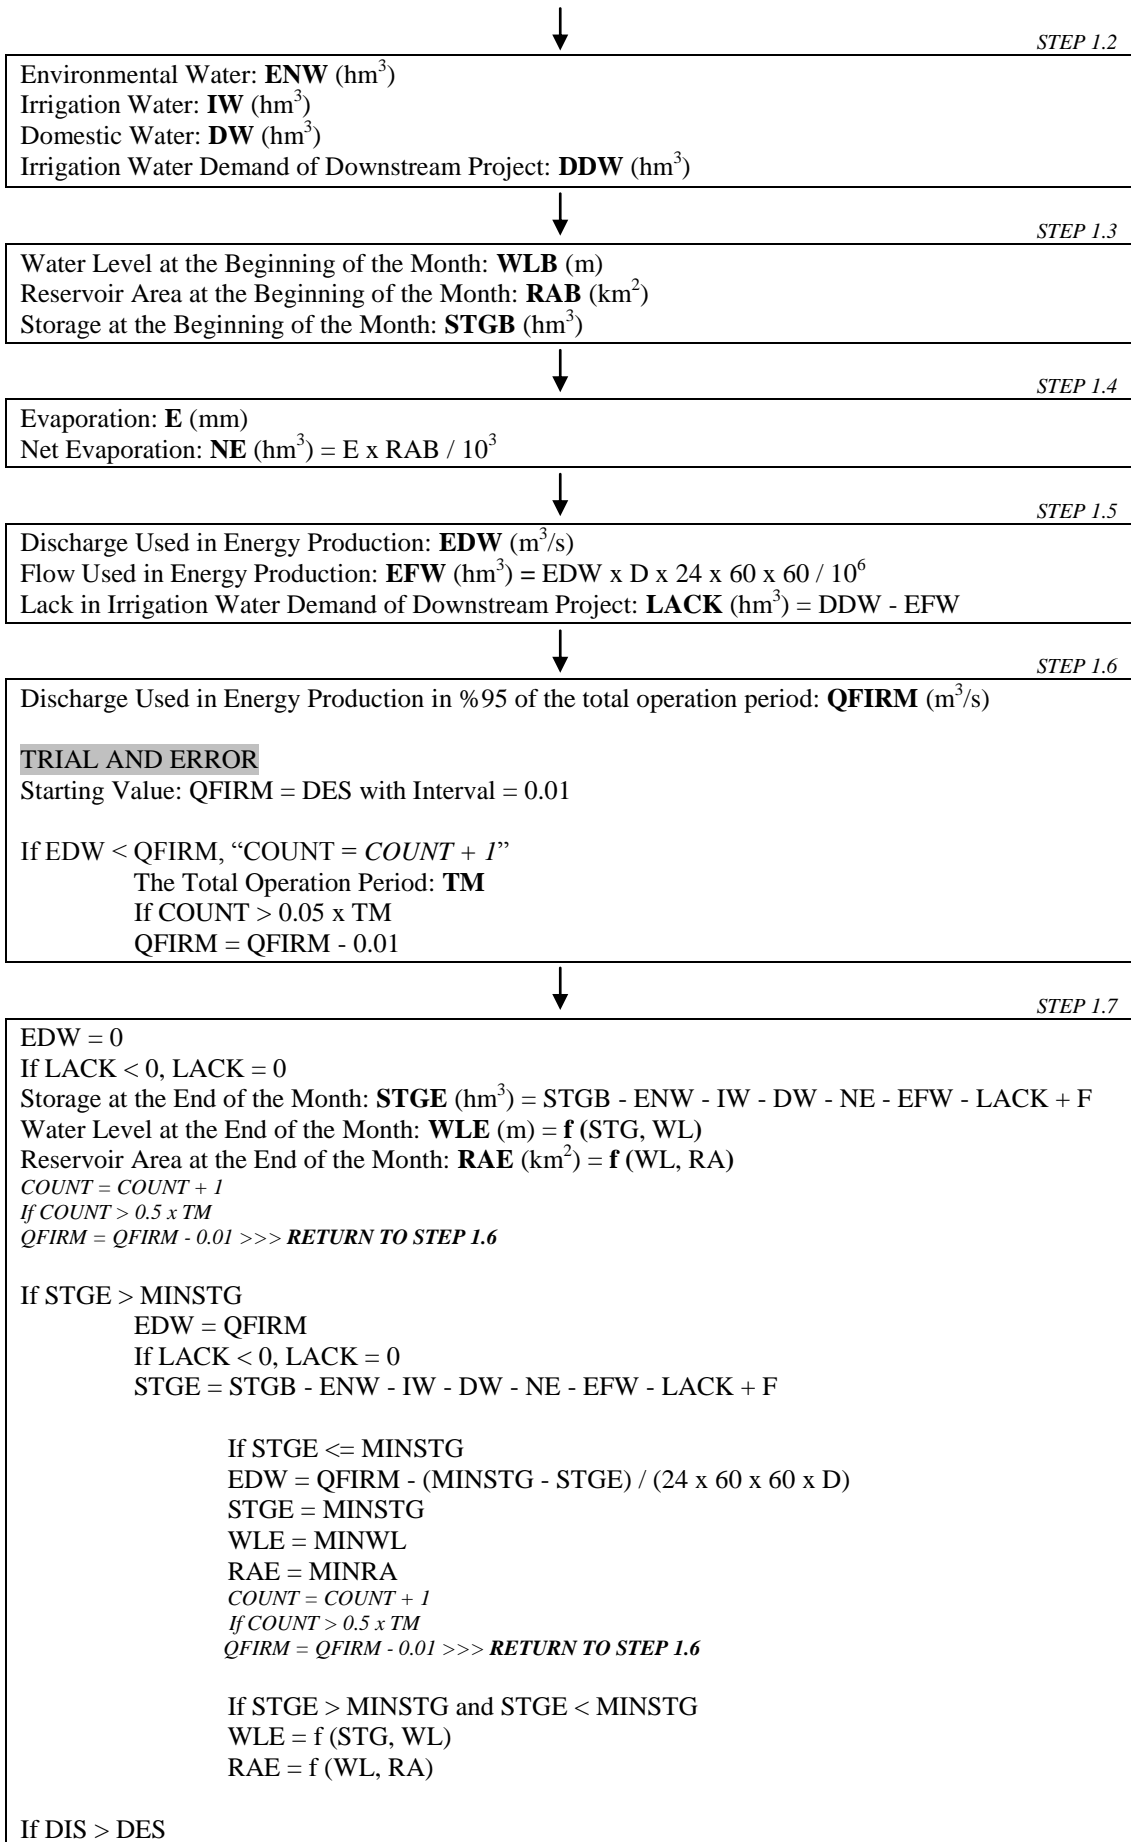 STEP 1.2
Environmental Water: ENW (hm³)
Irrigation Water: IW (hm³)
Domestic Water: DW (hm³)
Irrigation Water Demand of Downstream Project: DDW (hm³)
STEP 1.3
Water Level at the Beginning of the Month: WLB (m)
Reservoir Area at the Beginning of the Month: RAB (km²)
Storage at the Beginning of the Month: STGB (hm³)
STEP 1.4
Evaporation: E (mm)
Net Evaporation: NE (hm³) = E x RAB / 10³
STEP 1.5
Discharge Used in Energy Production: EDW (m³/s)
Flow Used in Energy Production: EFW (hm³) = EDW x D x 24 x 60 x 60 / 10⁶
Lack in Irrigation Water Demand of Downstream Project: LACK (hm³) = DDW - EFW
STEP 1.6
Discharge Used in Energy Production in %95 of the total operation period: QFIRM (m³/s)
TRIAL AND ERROR
Starting Value: QFIRM = DES with Interval = 0.01
If EDW < QFIRM, “COUNT = COUNT + 1”
The Total Operation Period: TM
If COUNT > 0.05 x TM
QFIRM = QFIRM - 0.01
STEP 1.7
EDW = 0
If LACK < 0, LACK = 0
Storage at the End of the Month: STGE (hm³) = STGB - ENW - IW - DW - NE - EFW - LACK + F
Water Level at the End of the Month: WLE (m) = f (STG, WL)
Reservoir Area at the End of the Month: RAE (km²) = f (WL, RA)
COUNT = COUNT + 1
If COUNT > 0.5 x TM
QFIRM = QFIRM - 0.01 >>> RETURN TO STEP 1.6
If STGE > MINSTG
EDW = QFIRM
If LACK < 0, LACK = 0
STGE = STGB - ENW - IW - DW - NE - EFW - LACK + F
If STGE <= MINSTG
EDW = QFIRM - (MINSTG - STGE) / (24 x 60 x 60 x D)
STGE = MINSTG
WLE = MINWL
RAE = MINRA
COUNT = COUNT + 1
If COUNT > 0.5 x TM
QFIRM = QFIRM - 0.01 >>> RETURN TO STEP 1.6
If STGE > MINSTG and STGE < MINSTG
WLE = f (STG, WL)
RAE = f (WL, RA)
If DIS > DES